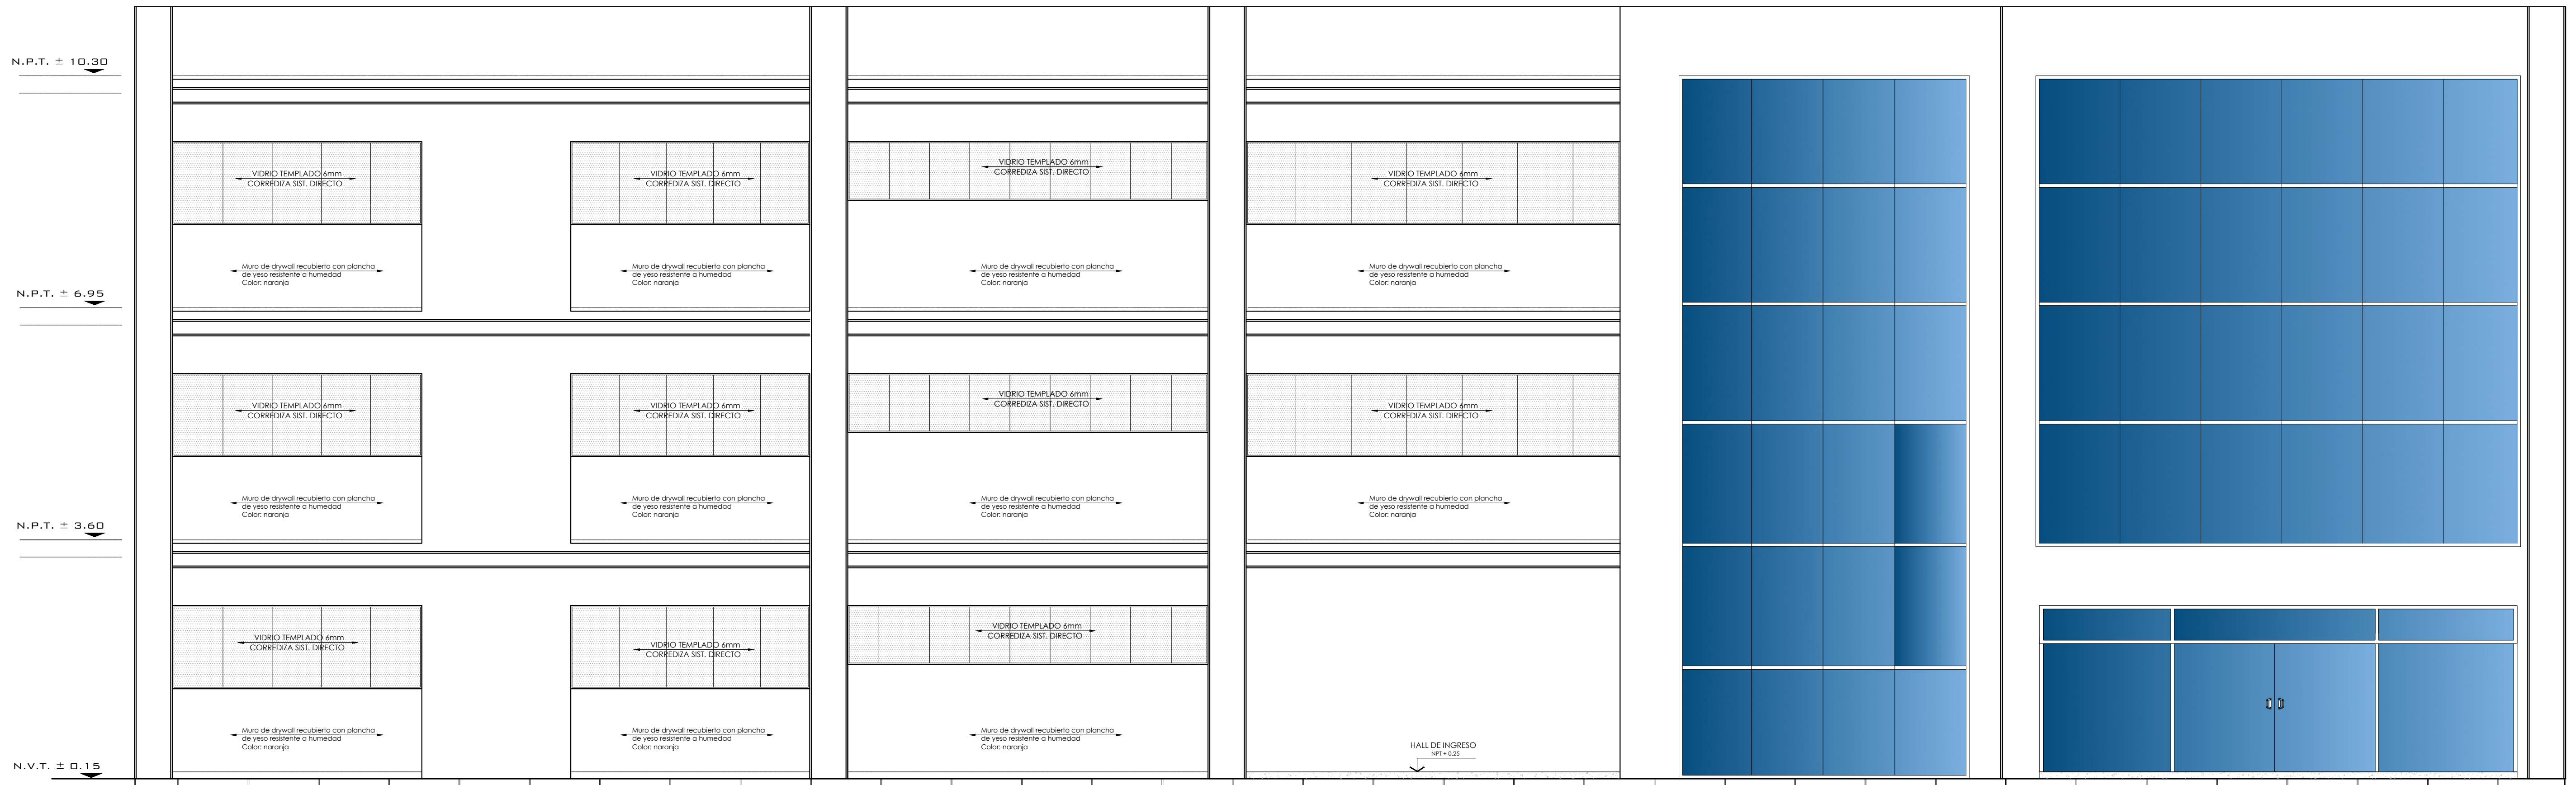 N.P.T. ± 10.30
VIDRIO TEMPLADO 6mm
CORREDIZA SIST. DIRECTO
VIDRIO TEMPLADO 6mm
CORREDIZA SIST. DIRECTO
VIDRIO TEMPLADO 6mm
CORREDIZA SIST. DIRECTO
VIDRIO TEMPLADO 6mm
CORREDIZA SIST. DIRECTO
Muro de drywall recubierto con plancha
de yeso resistente a humedad
Color: naranja
Muro de drywall recubierto con plancha
de yeso resistente a humedad
Color: naranja
Muro de drywall recubierto con plancha
de yeso resistente a humedad
Color: naranja
Muro de drywall recubierto con plancha
de yeso resistente a humedad
Color: naranja
N.P.T. ± 6.95
VIDRIO TEMPLADO 6mm
CORREDIZA SIST. DIRECTO
VIDRIO TEMPLADO 6mm
CORREDIZA SIST. DIRECTO
VIDRIO TEMPLADO 6mm
CORREDIZA SIST. DIRECTO
VIDRIO TEMPLADO 6mm
CORREDIZA SIST. DIRECTO
Muro de drywall recubierto con plancha
de yeso resistente a humedad
Color: naranja
Muro de drywall recubierto con plancha
de yeso resistente a humedad
Color: naranja
Muro de drywall recubierto con plancha
de yeso resistente a humedad
Color: naranja
Muro de drywall recubierto con plancha
de yeso resistente a humedad
Color: naranja
N.P.T. ± 3.60
VIDRIO TEMPLADO 6mm
CORREDIZA SIST. DIRECTO
VIDRIO TEMPLADO 6mm
CORREDIZA SIST. DIRECTO
VIDRIO TEMPLADO 6mm
CORREDIZA SIST. DIRECTO
Muro de drywall recubierto con plancha
de yeso resistente a humedad
Color: naranja
Muro de drywall recubierto con plancha
de yeso resistente a humedad
Color: naranja
Muro de drywall recubierto con plancha
de yeso resistente a humedad
Color: naranja
HALL DE INGRESO
NPT + 0.25
N.V.T. ± 0.15